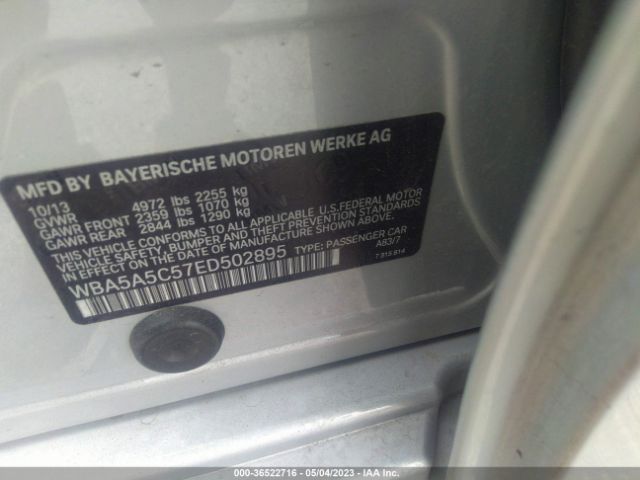 MFD BY BAYERISCHE MOTOREN WERKE AG
10/13
GVWR 4972 lbs 2255 kg
GAWR FRONT 2359 lbs 1070 kg
GAWR REAR 2844 lbs 1290 kg
THIS VEHICLE CONFORMS TO ALL APPLICABLE U.S.FEDERAL MOTOR
VEHICLE SAFETY, BUMPER AND THEFT PREVENTION STANDARDS
IN EFFECT ON THE DATE OF MANUFACTURE SHOWN ABOVE.
WBA5A5C57ED502895 TYPE: PASSENGER CAR
A83/7
7 315 814
000-36522716 - 05/04/2023 - © IAA Inc.